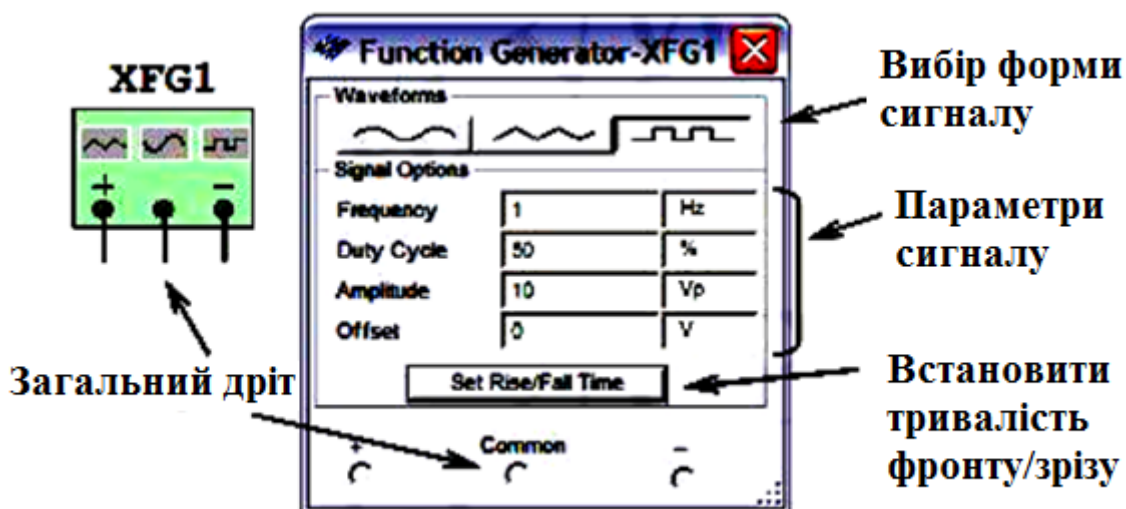 XFG1
+
–
Function Generator-XFG1
Waveforms
Signal Options
Frequency 1 Hz
Duty Cycle 50 %
Amplitude 10 Vp
Offset 0 V
Set Rise/Fall Time
+ Common –
Вибір форми
сигналу
Параметри
сигналу
Встановити
тривалість
фронту/зрізу
Загальний дріт